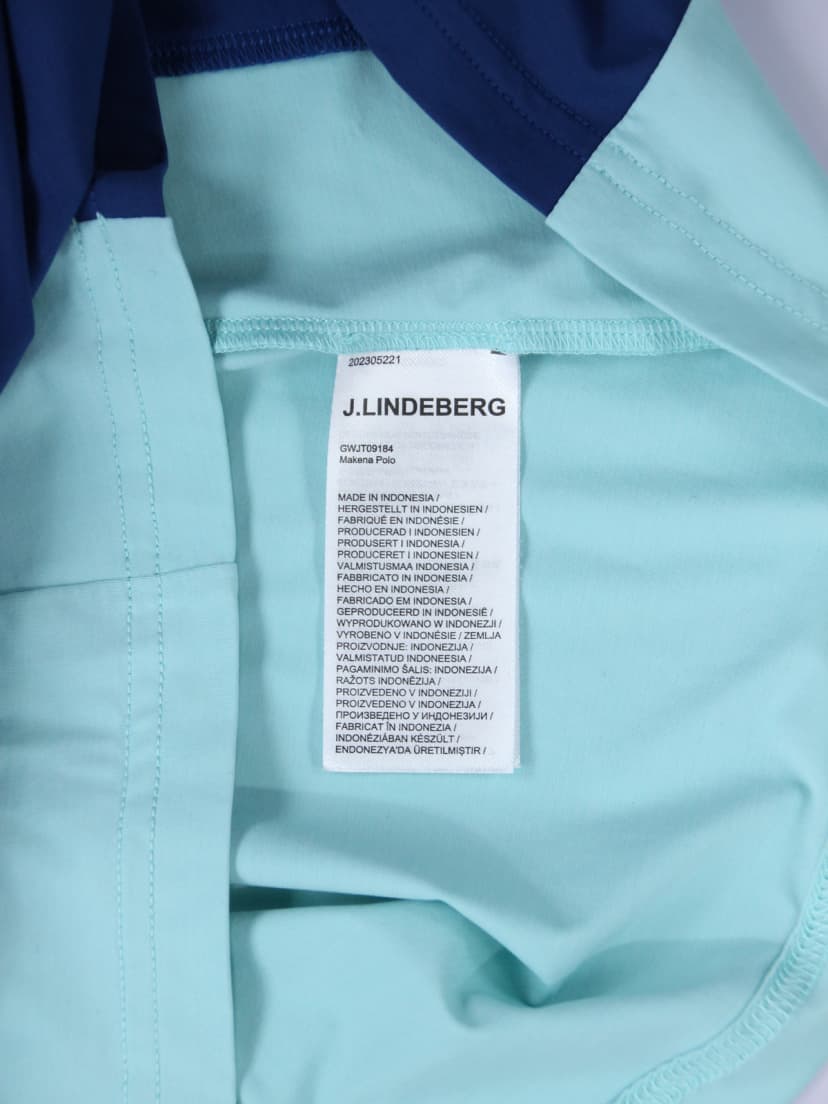 202305221
J.LINDEBERG
GWJT09184
Makena Polo
MADE IN INDONESIA /
HERGESTELLT IN INDONESIEN /
FABRIQUÉ EN INDONÉSIE /
PRODUCERAD I INDONESIEN /
PRODUSERT I INDONESIA /
PRODUCERET I INDONESIEN /
VALMISTUSMAA INDONESIA /
FABBRICATO IN INDONESIA /
HECHO EN INDONESIA /
FABRICADO EM INDONESIA /
GEPRODUCEERD IN INDONESIË /
WYPRODUKOWANO W INDONEZJI /
VYROBENO V INDONÉSIE / ZEMLJA
PROIZVODNJE: INDONEZIJA /
VALMISTATUD INDONEESIA /
PAGAMINIMO ŠALIS: INDONEZIJA /
RAŽOTS INDONĒZIJA /
PROIZVEDENO V INDONEZIJI /
PROIZVEDENO V INDONEZIJA /
ПРОИЗВЕДЕНО У ИНДОНЕЗИЈИ /
FABRICAT ÎN INDONEZIA /
INDONÉZIÁBAN KÉSZÜLT /
ENDONEZYA'DA ÜRETILMIŞTIR /